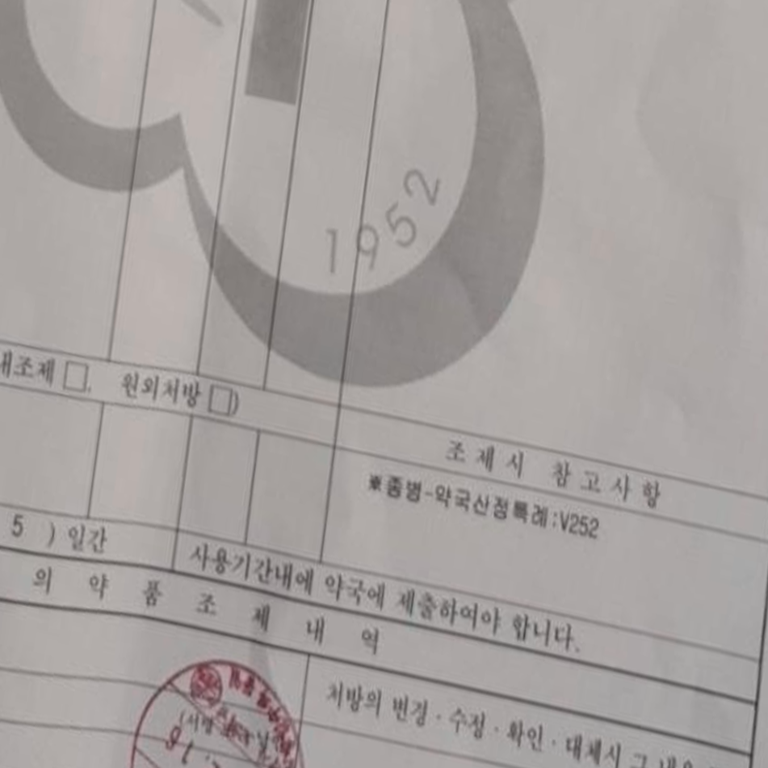 1952
내조제 □, 원외처방 □)
조 제 시 참 고 사 항
※종병-약국산정특례:V252
5 ) 일간
사용기간내에 약국에 제출하여야 합니다.
의 약 품 조 제 내 역
처방의 변경 · 수정 · 확인 · 대체시 그 내용